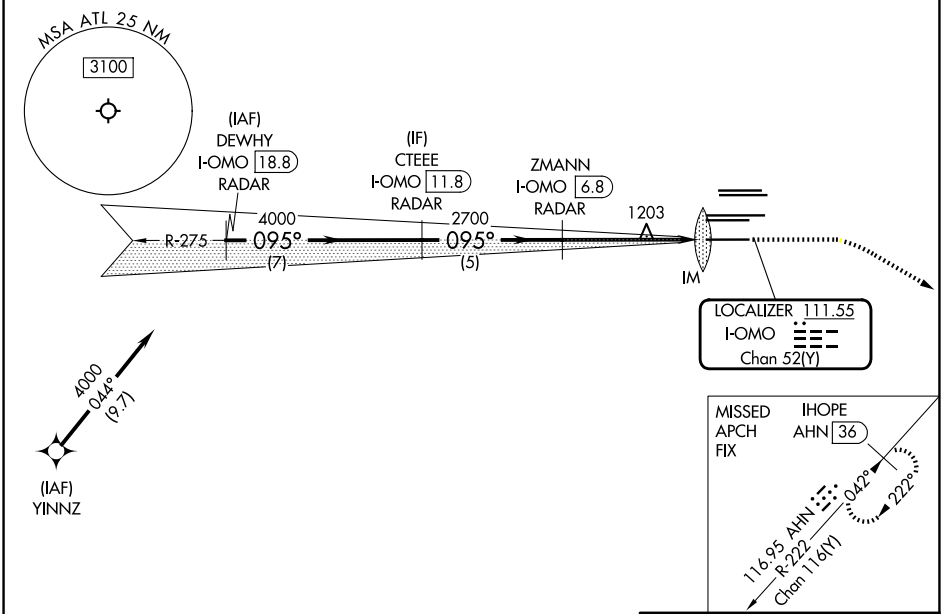 MSA ATL 25 NM
3100
(IAF)
DEWHY
I-OMO 18.8
RADAR
(IF)
CTEEE
I-OMO 11.8
RADAR
ZMANN
I-OMO 6.8
RADAR
1203
4000
2700
R-275
095°
095°
(7)
(5)
IM
LOCALIZER 111.55
I-OMO
Chan 52(Y)
4000
044°
(9.7)
(IAF)
YINNZ
MISSED
APCH
FIX
IHOPE
AHN 36
042°
222°
116.95 AHN
R-222
Chan 116(Y)